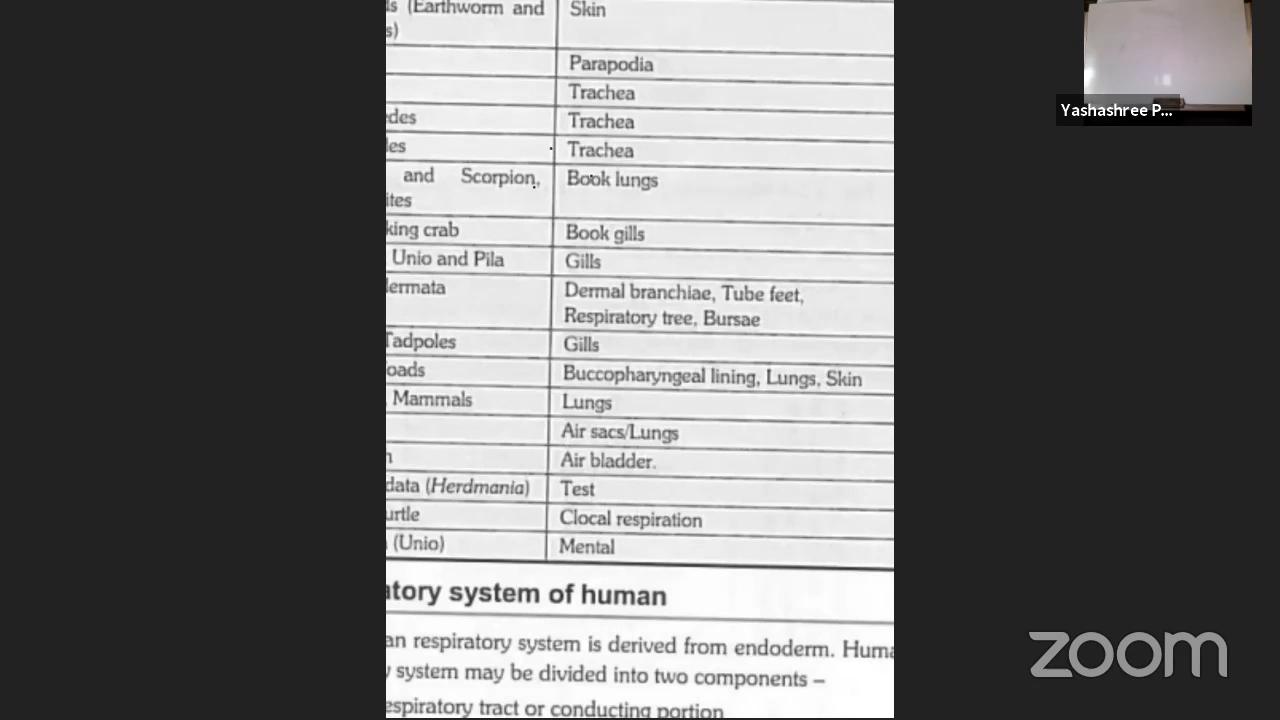 ls (Earthworm and Skin
s)
Parapodia
Trachea
edes Trachea
les Trachea
and Scorpion, Book lungs
ites
king crab Book gills
Unio and Pila Gills
dermata Dermal branchiae, Tube feet,
Respiratory tree, Bursae
Tadpoles Gills
oads Buccopharyngeal lining, Lungs, Skin
Mammals Lungs
Air sacs/Lungs
Air bladder.
data (Herdmania) Test
urtle Clocal respiration
(Unio) Mental
atory system of human
an respiratory system is derived from endoderm. Huma
y system may be divided into two components –
espiratory tract or conducting portion
Yashashree P...
zoom